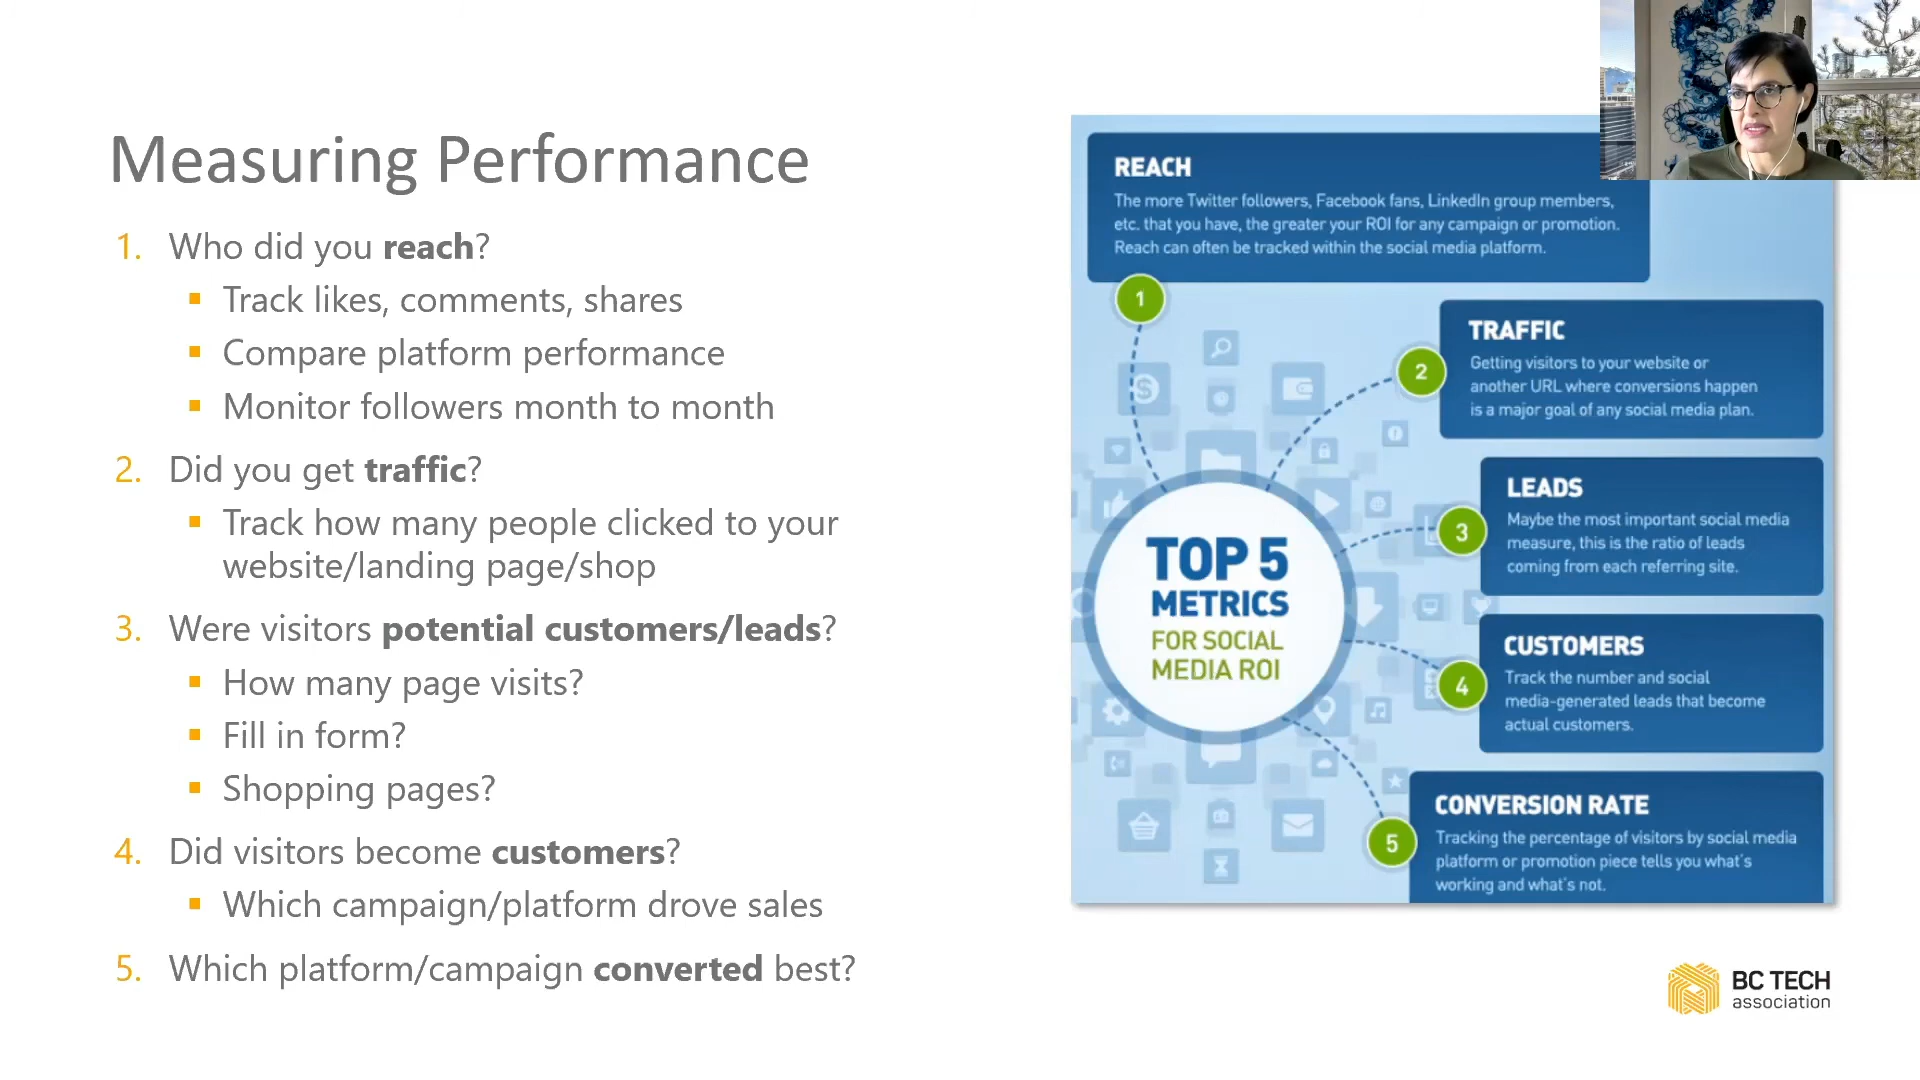 Measuring Performance
1. Who did you reach?
▪ Track likes, comments, shares
▪ Compare platform performance
▪ Monitor followers month to month
2. Did you get traffic?
▪ Track how many people clicked to your
website/landing page/shop
3. Were visitors potential customers/leads?
▪ How many page visits?
▪ Fill in form?
▪ Shopping pages?
4. Did visitors become customers?
▪ Which campaign/platform drove sales
5. Which platform/campaign converted best?
REACH
The more Twitter followers, Facebook fans, LinkedIn group members,
etc. that you have, the greater your ROI for any campaign or promotion.
Reach can often be tracked within the social media platform.
1
TRAFFIC
Getting visitors to your website or
another URL where conversions happen
is a major goal of any social media plan.
2
LEADS
Maybe the most important social media
measure, this is the ratio of leads
coming from each referring site.
3
TOP 5
METRICS
FOR SOCIAL
MEDIA ROI
CUSTOMERS
Track the number and social
media-generated leads that become
actual customers.
4
CONVERSION RATE
Tracking the percentage of visitors by social media
platform or promotion piece tells you what's
working and what's not.
5
BC TECH
association